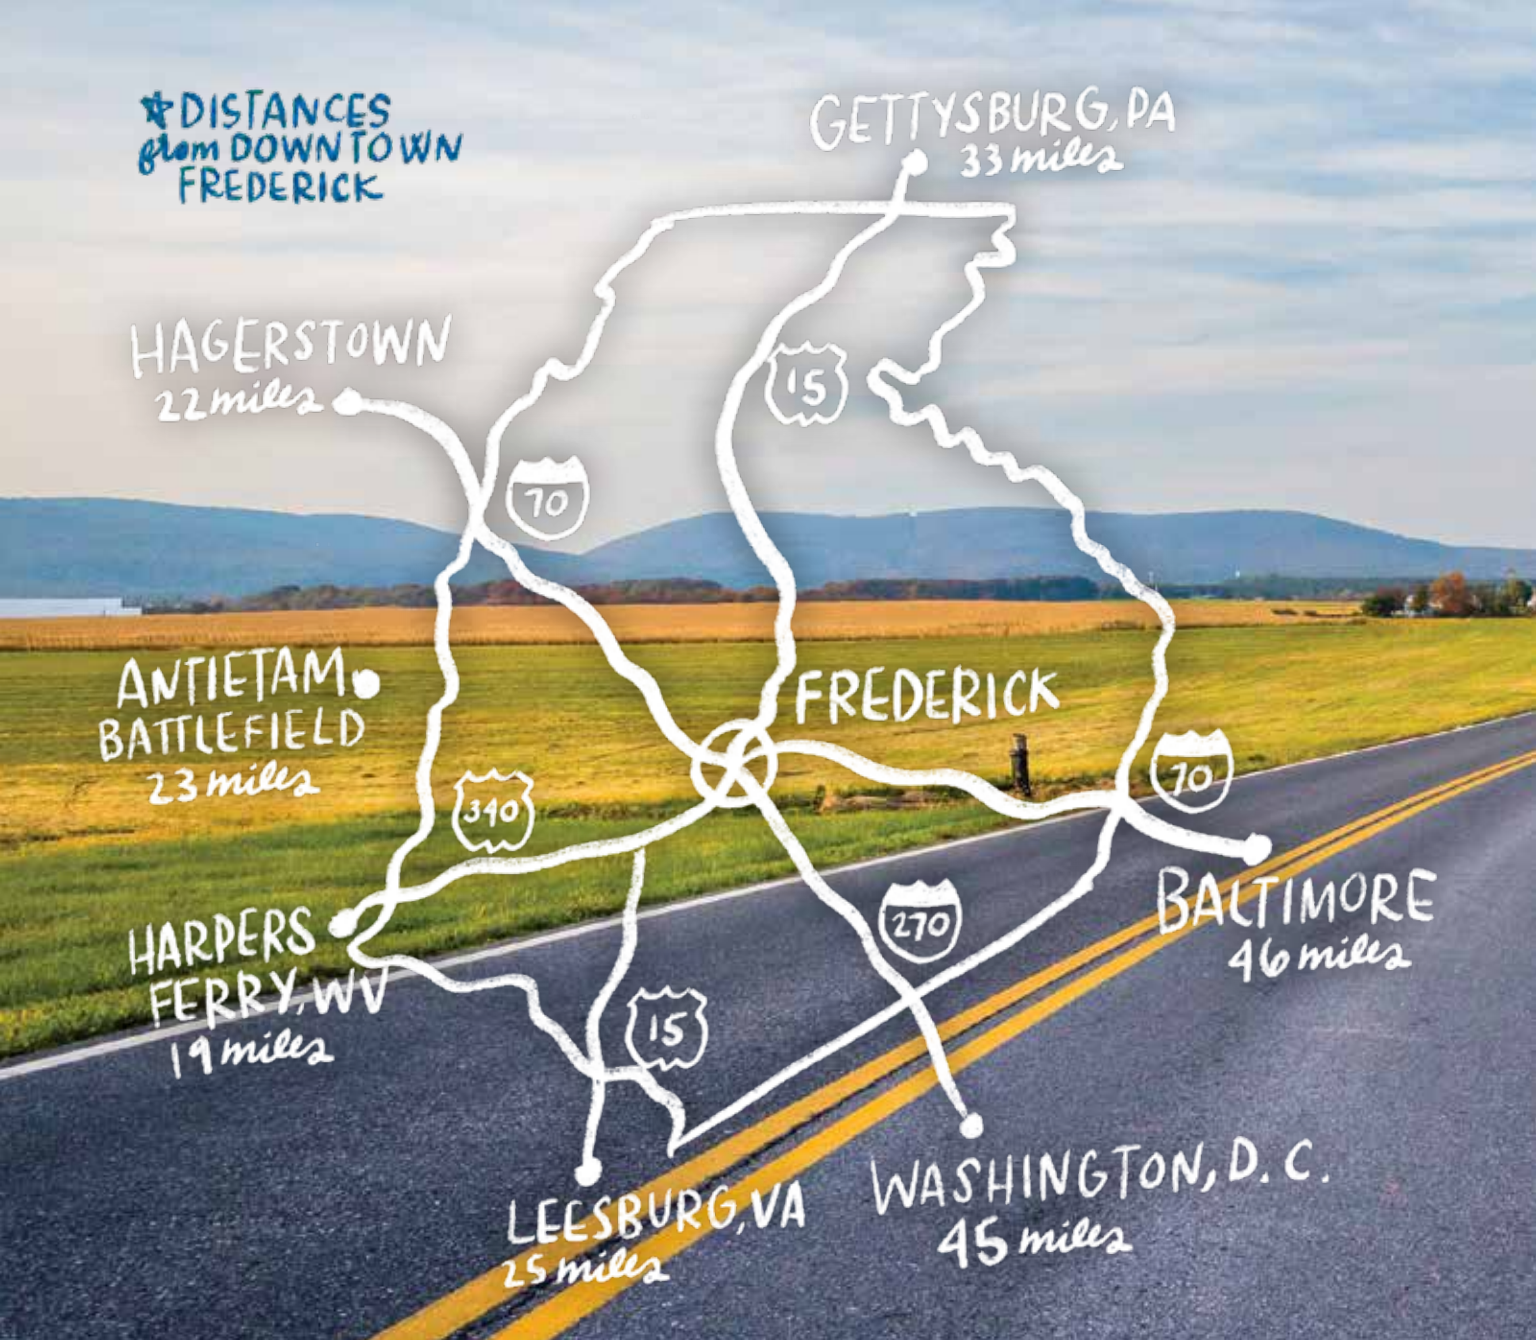 *DISTANCES
from DOWNTOWN
FREDERICK
GETTYSBURG, PA
33 miles
HAGERSTOWN
22 miles
15
70
ANTIETAM
BATTLEFIELD
23 miles
FREDERICK
70
340
BALTIMORE
46 miles
270
HARPERS
FERRY, WV
19 miles
15
WASHINGTON, D.C.
45 miles
LEESBURG, VA
25 miles